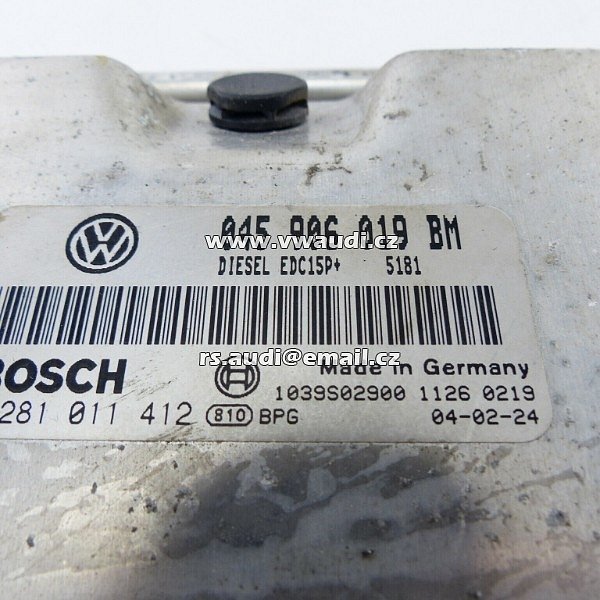 VW
045 906 019 BM
www.vwaudi.cz
DIESEL EDC15P+ 5181
rs.audi@email.cz
BOSCH
Made in Germany
1039S02900 1126 0219
281 011 412 810 BPG
04-02-24